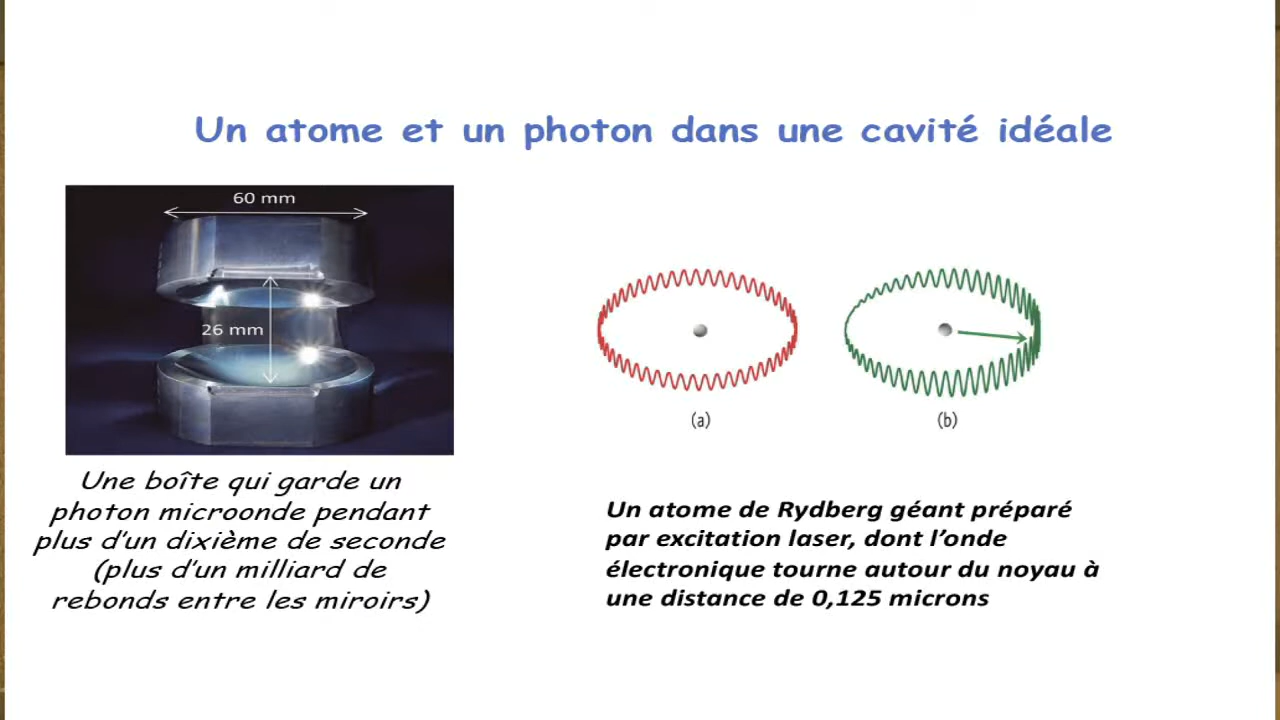 Un atome et un photon dans une cavité idéale
60 mm
26 mm
(a)
(b)
Une boîte qui garde un
photon microonde pendant
plus d'un dixième de seconde
(plus d'un milliard de
rebonds entre les miroirs)
Un atome de Rydberg géant préparé
par excitation laser, dont l'onde
électronique tourne autour du noyau à
une distance de 0,125 microns